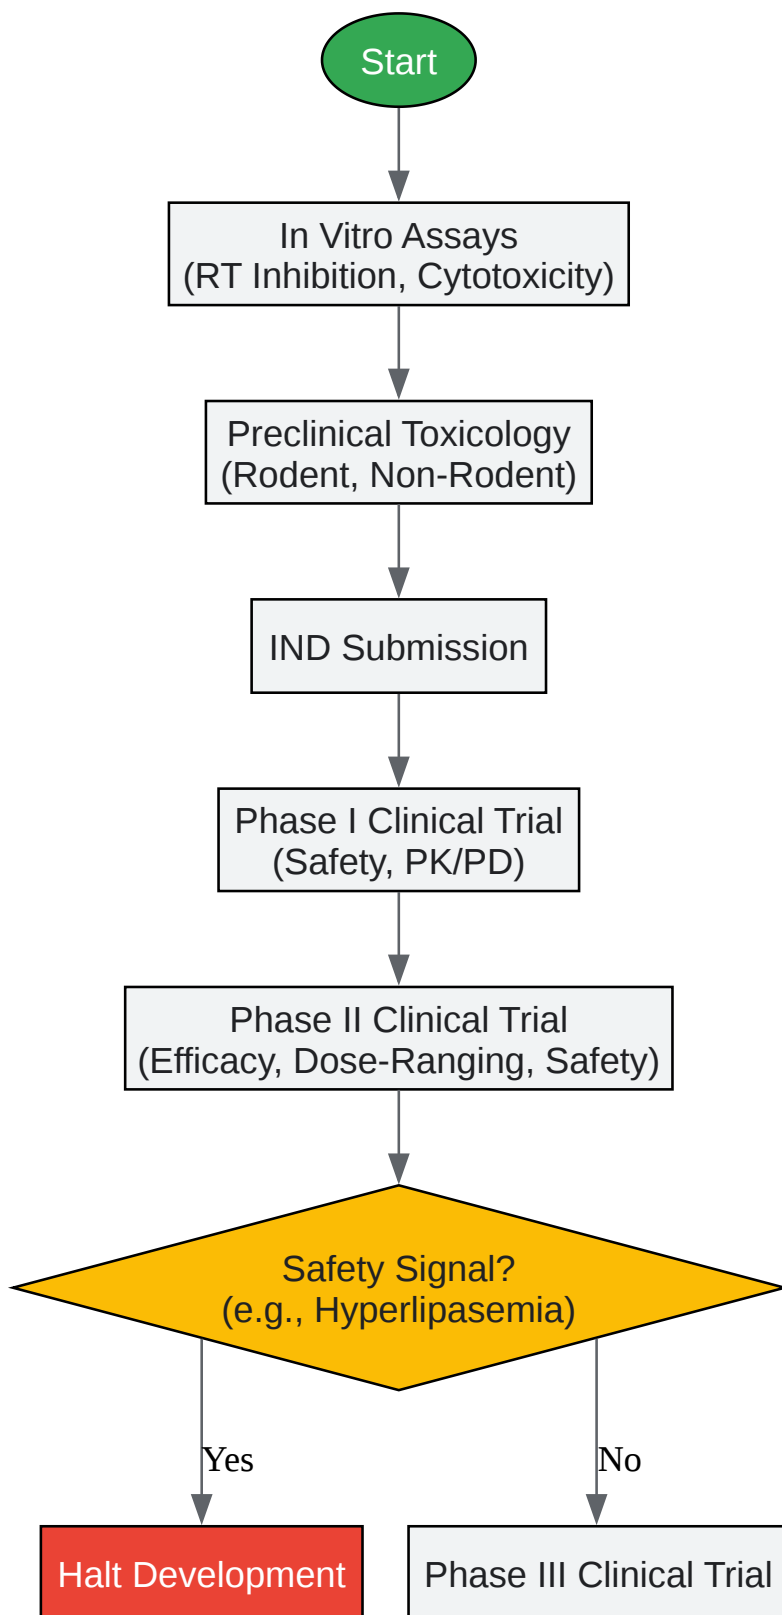 Start
In Vitro Assays
(RT Inhibition, Cytotoxicity)
Preclinical Toxicology
(Rodent, Non-Rodent)
IND Submission
Phase I Clinical Trial
(Safety, PK/PD)
Phase II Clinical Trial
(Efficacy, Dose-Ranging, Safety)
Safety Signal?
(e.g., Hyperlipasemia)
Yes
No
Halt Development
Phase III Clinical Trial